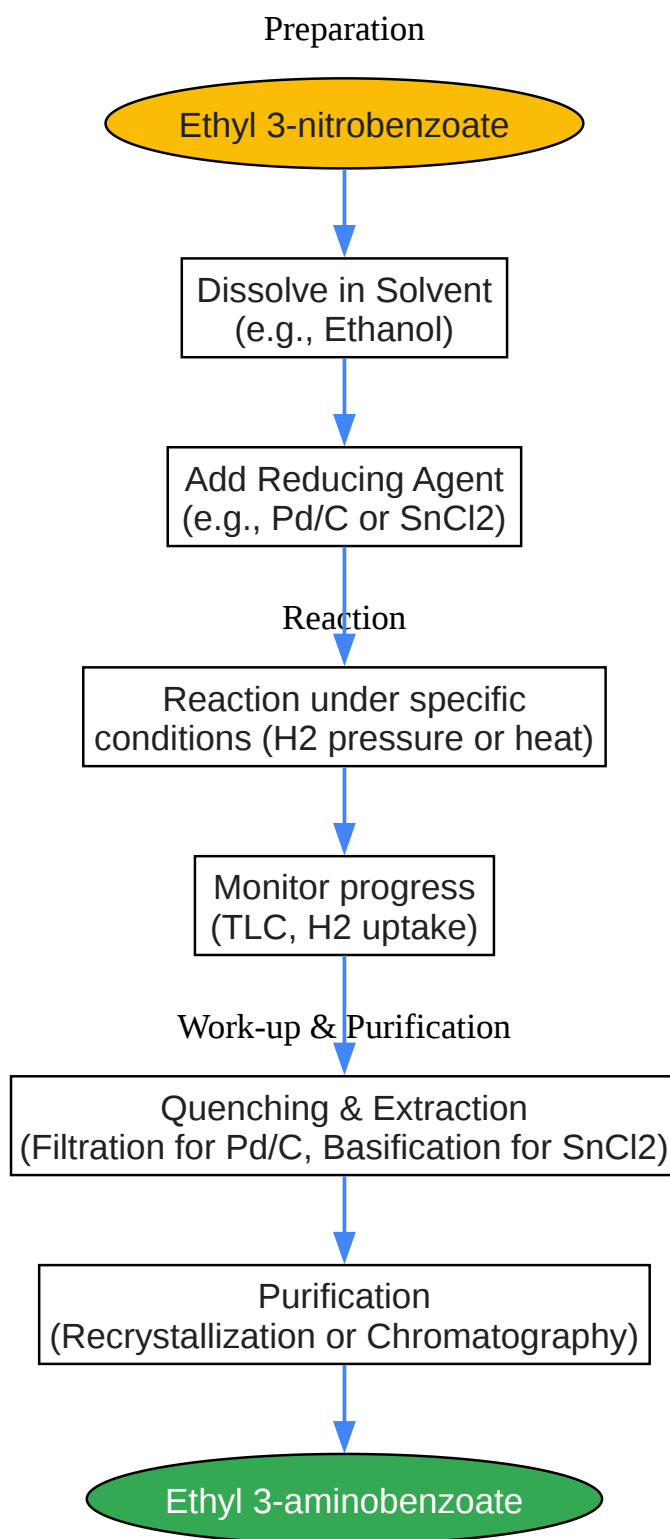 Preparation
Ethyl 3-nitrobenzoate
Dissolve in Solvent
(e.g., Ethanol)
Add Reducing Agent
(e.g., Pd/C or SnCl2)
Reaction
Reaction under specific
conditions (H2 pressure or heat)
Monitor progress
(TLC, H2 uptake)
Work-up & Purification
Quenching & Extraction
(Filtration for Pd/C, Basification for SnCl2)
Purification
(Recrystallization or Chromatography)
Ethyl 3-aminobenzoate